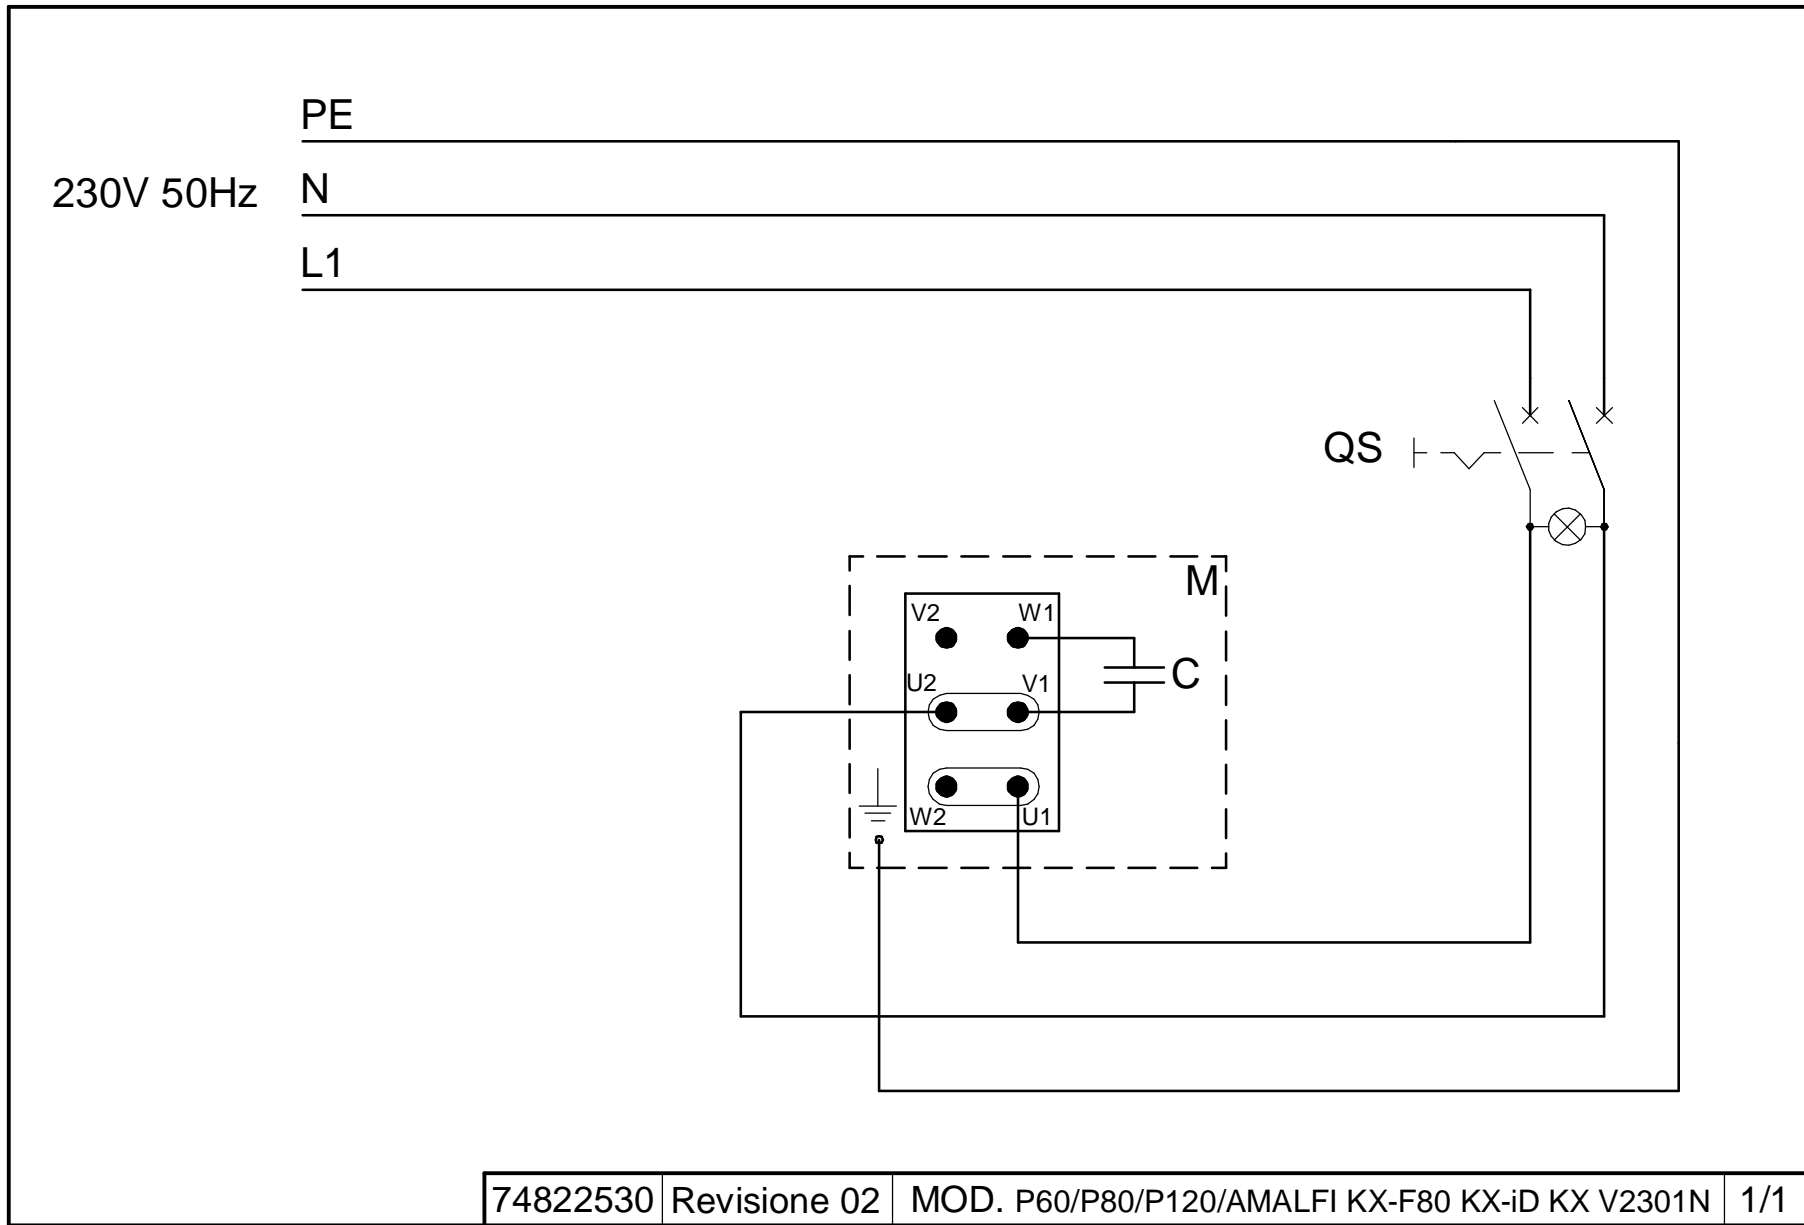 PE
230V 50Hz N
L1
QS
M
V2 W1
C
U2 V1
W2 U1
74822530 Revisione 02 MOD. P60/P80/P120/AMALFI KX-F80 KX-iD KX V2301N 1/1